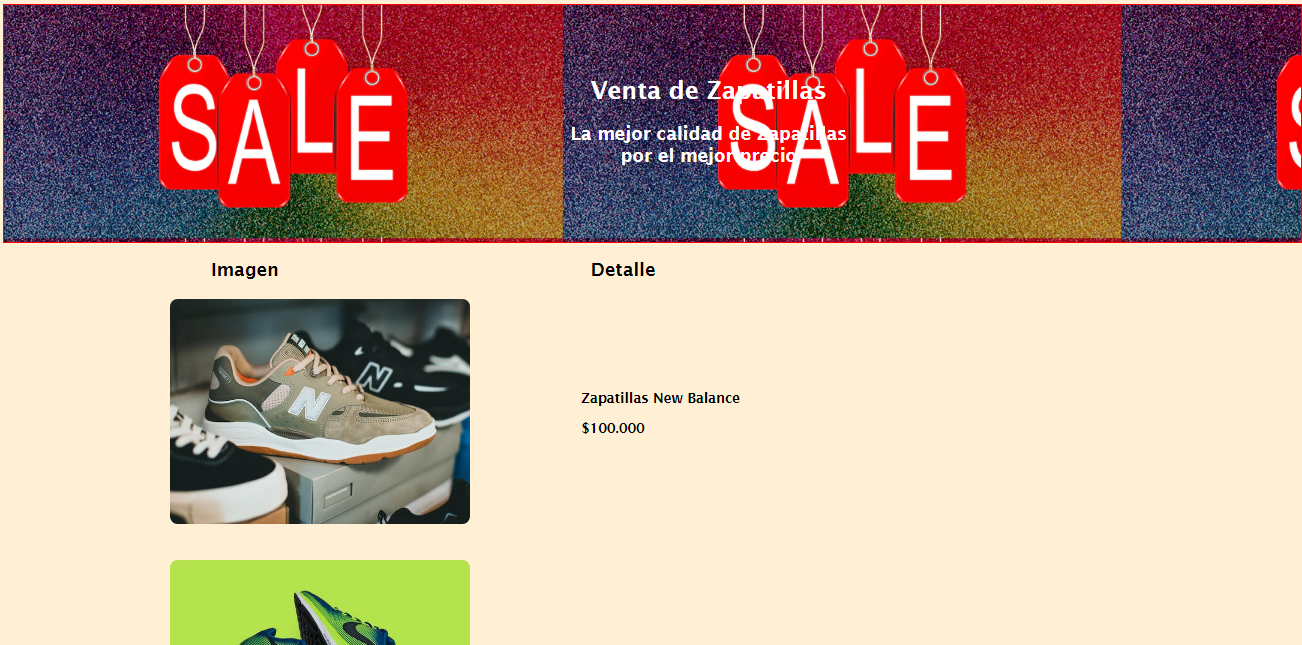 SALE
SALE
S
Venta de Zapatillas
La mejor calidad de Zapatillas
por el mejor precio
Imagen
Detalle
N
N
Zapatillas New Balance
$100.000